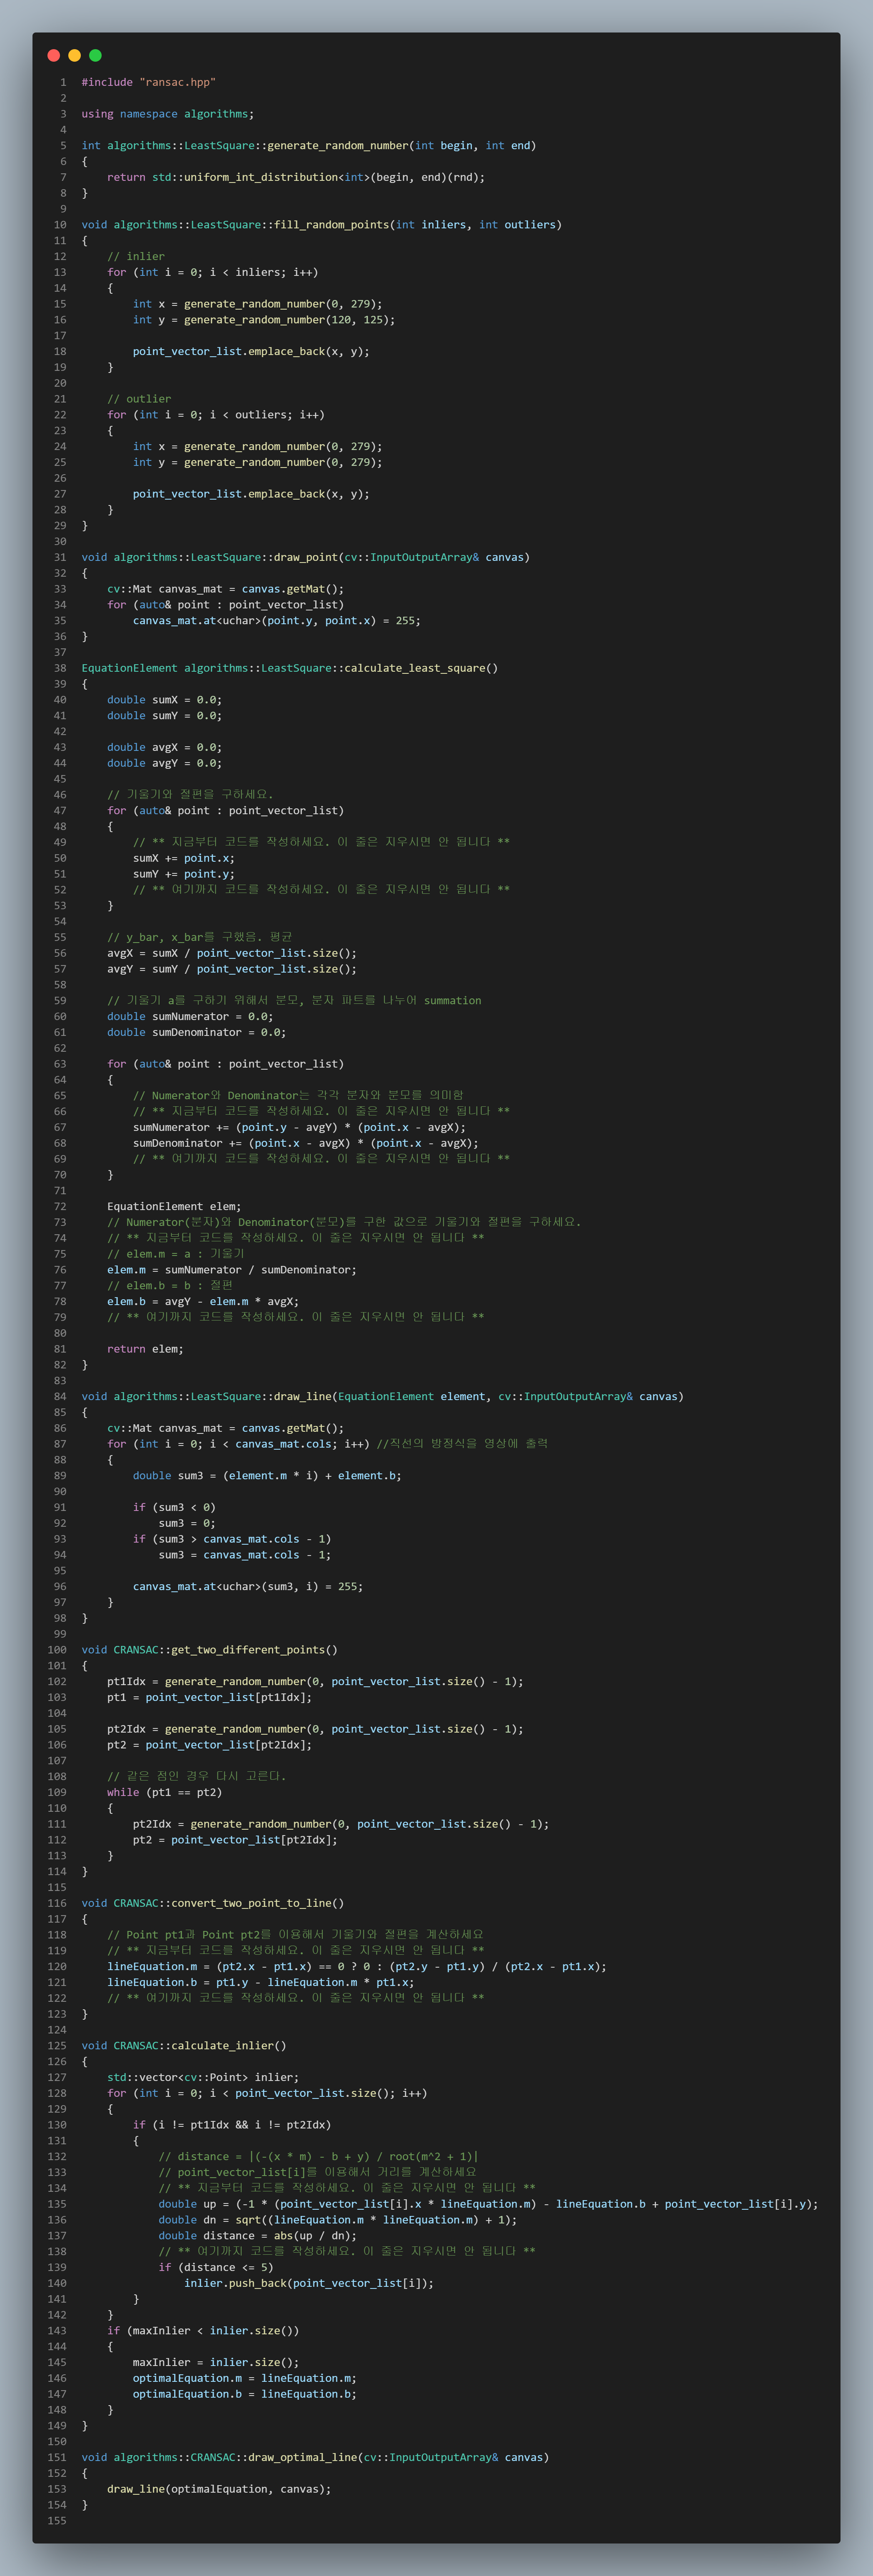 1 #include "ransac.hpp"
2
3 using namespace algorithms;
4
5 int algorithms::LeastSquare::generate_random_number(int begin, int end)
6 {
7     return std::uniform_int_distribution<int>(begin, end)(rnd);
8 }
9
10 void algorithms::LeastSquare::fill_random_points(int inliers, int outliers)
11 {
12     // inlier
13     for (int i = 0; i < inliers; i++)
14     {
15         int x = generate_random_number(0, 279);
16         int y = generate_random_number(120, 125);
17
18         point_vector_list.emplace_back(x, y);
19     }
20
21     // outlier
22     for (int i = 0; i < outliers; i++)
23     {
24         int x = generate_random_number(0, 279);
25         int y = generate_random_number(0, 279);
26
27         point_vector_list.emplace_back(x, y);
28     }
29 }
30
31 void algorithms::LeastSquare::draw_point(cv::InputOutputArray& canvas)
32 {
33     cv::Mat canvas_mat = canvas.getMat();
34     for (auto& point : point_vector_list)
35         canvas_mat.at<uchar>(point.y, point.x) = 255;
36 }
37
38 EquationElement algorithms::LeastSquare::calculate_least_square()
39 {
40     double sumX = 0.0;
41     double sumY = 0.0;
42
43     double avgX = 0.0;
44     double avgY = 0.0;
45
46     // 기울기와 절편을 구하세요.
47     for (auto& point : point_vector_list)
48     {
49         // ** 지금부터 코드를 작성하세요. 이 줄은 지우시면 안 됩니다 **
50         sumX += point.x;
51         sumY += point.y;
52         // ** 여기까지 코드를 작성하세요. 이 줄은 지우시면 안 됩니다 **
53     }
54
55     // y_bar, x_bar를 구했음. 평균
56     avgX = sumX / point_vector_list.size();
57     avgY = sumY / point_vector_list.size();
58
59     // 기울기 a를 구하기 위해서 분모, 분자 파트를 나누어 summation
60     double sumNumerator = 0.0;
61     double sumDenominator = 0.0;
62
63     for (auto& point : point_vector_list)
64     {
65         // Numerator와 Denominator는 각각 분자와 분모를 의미함
66         // ** 지금부터 코드를 작성하세요. 이 줄은 지우시면 안 됩니다 **
67         sumNumerator += (point.y - avgY) * (point.x - avgX);
68         sumDenominator += (point.x - avgX) * (point.x - avgX);
69         // ** 여기까지 코드를 작성하세요. 이 줄은 지우시면 안 됩니다 **
70     }
71
72     EquationElement elem;
73     // Numerator(분자)와 Denominator(분모)를 구한 값으로 기울기와 절편을 구하세요.
74     // ** 지금부터 코드를 작성하세요. 이 줄은 지우시면 안 됩니다 **
75     // elem.m = a : 기울기
76     elem.m = sumNumerator / sumDenominator;
77     // elem.b = b : 절편
78     elem.b = avgY - elem.m * avgX;
79     // ** 여기까지 코드를 작성하세요. 이 줄은 지우시면 안 됩니다 **
80
81     return elem;
82 }
83
84 void algorithms::LeastSquare::draw_line(EquationElement element, cv::InputOutputArray& canvas)
85 {
86     cv::Mat canvas_mat = canvas.getMat();
87     for (int i = 0; i < canvas_mat.cols; i++) //직선의 방정식을 영상에 출력
88     {
89         double sum3 = (element.m * i) + element.b;
90
91         if (sum3 < 0)
92             sum3 = 0;
93         if (sum3 > canvas_mat.cols - 1)
94             sum3 = canvas_mat.cols - 1;
95
96         canvas_mat.at<uchar>(sum3, i) = 255;
97     }
98 }
99
100 void CRANSAC::get_two_different_points()
101 {
102     pt1Idx = generate_random_number(0, point_vector_list.size() - 1);
103     pt1 = point_vector_list[pt1Idx];
104
105     pt2Idx = generate_random_number(0, point_vector_list.size() - 1);
106     pt2 = point_vector_list[pt2Idx];
107
108     // 같은 점인 경우 다시 고른다.
109     while (pt1 == pt2)
110     {
111         pt2Idx = generate_random_number(0, point_vector_list.size() - 1);
112         pt2 = point_vector_list[pt2Idx];
113     }
114 }
115
116 void CRANSAC::convert_two_point_to_line()
117 {
118     // Point pt1과 Point pt2를 이용해서 기울기와 절편을 계산하세요
119     // ** 지금부터 코드를 작성하세요. 이 줄은 지우시면 안 됩니다 **
120     lineEquation.m = (pt2.x - pt1.x) == 0 ? 0 : (pt2.y - pt1.y) / (pt2.x - pt1.x);
121     lineEquation.b = pt1.y - lineEquation.m * pt1.x;
122     // ** 여기까지 코드를 작성하세요. 이 줄은 지우시면 안 됩니다 **
123 }
124
125 void CRANSAC::calculate_inlier()
126 {
127     std::vector<cv::Point> inlier;
128     for (int i = 0; i < point_vector_list.size(); i++)
129     {
130         if (i != pt1Idx && i != pt2Idx)
131         {
132             // distance = |(-(x * m) - b + y) / root(m^2 + 1)|
133             // point_vector_list[i]를 이용해서 거리를 계산하세요
134             // ** 지금부터 코드를 작성하세요. 이 줄은 지우시면 안 됩니다 **
135             double up = (-1 * (point_vector_list[i].x * lineEquation.m) - lineEquation.b + point_vector_list[i].y);
136             double dn = sqrt((lineEquation.m * lineEquation.m) + 1);
137             double distance = abs(up / dn);
138             // ** 여기까지 코드를 작성하세요. 이 줄은 지우시면 안 됩니다 **
139             if (distance <= 5)
140                 inlier.push_back(point_vector_list[i]);
141         }
142     }
143     if (maxInlier < inlier.size())
144     {
145         maxInlier = inlier.size();
146         optimalEquation.m = lineEquation.m;
147         optimalEquation.b = lineEquation.b;
148     }
149 }
150
151 void algorithms::CRANSAC::draw_optimal_line(cv::InputOutputArray& canvas)
152 {
153     draw_line(optimalEquation, canvas);
154 }
155